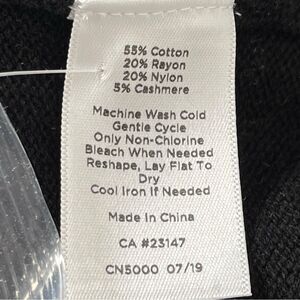 55% Cotton
20% Rayon
20% Nylon
5% Cashmere
Machine Wash Cold
Gentle Cycle
Only Non-Chlorine
Bleach When Needed
Reshape, Lay Flat To
Dry
Cool Iron If Needed
Made In China
CA #23147
CN5000 07/19